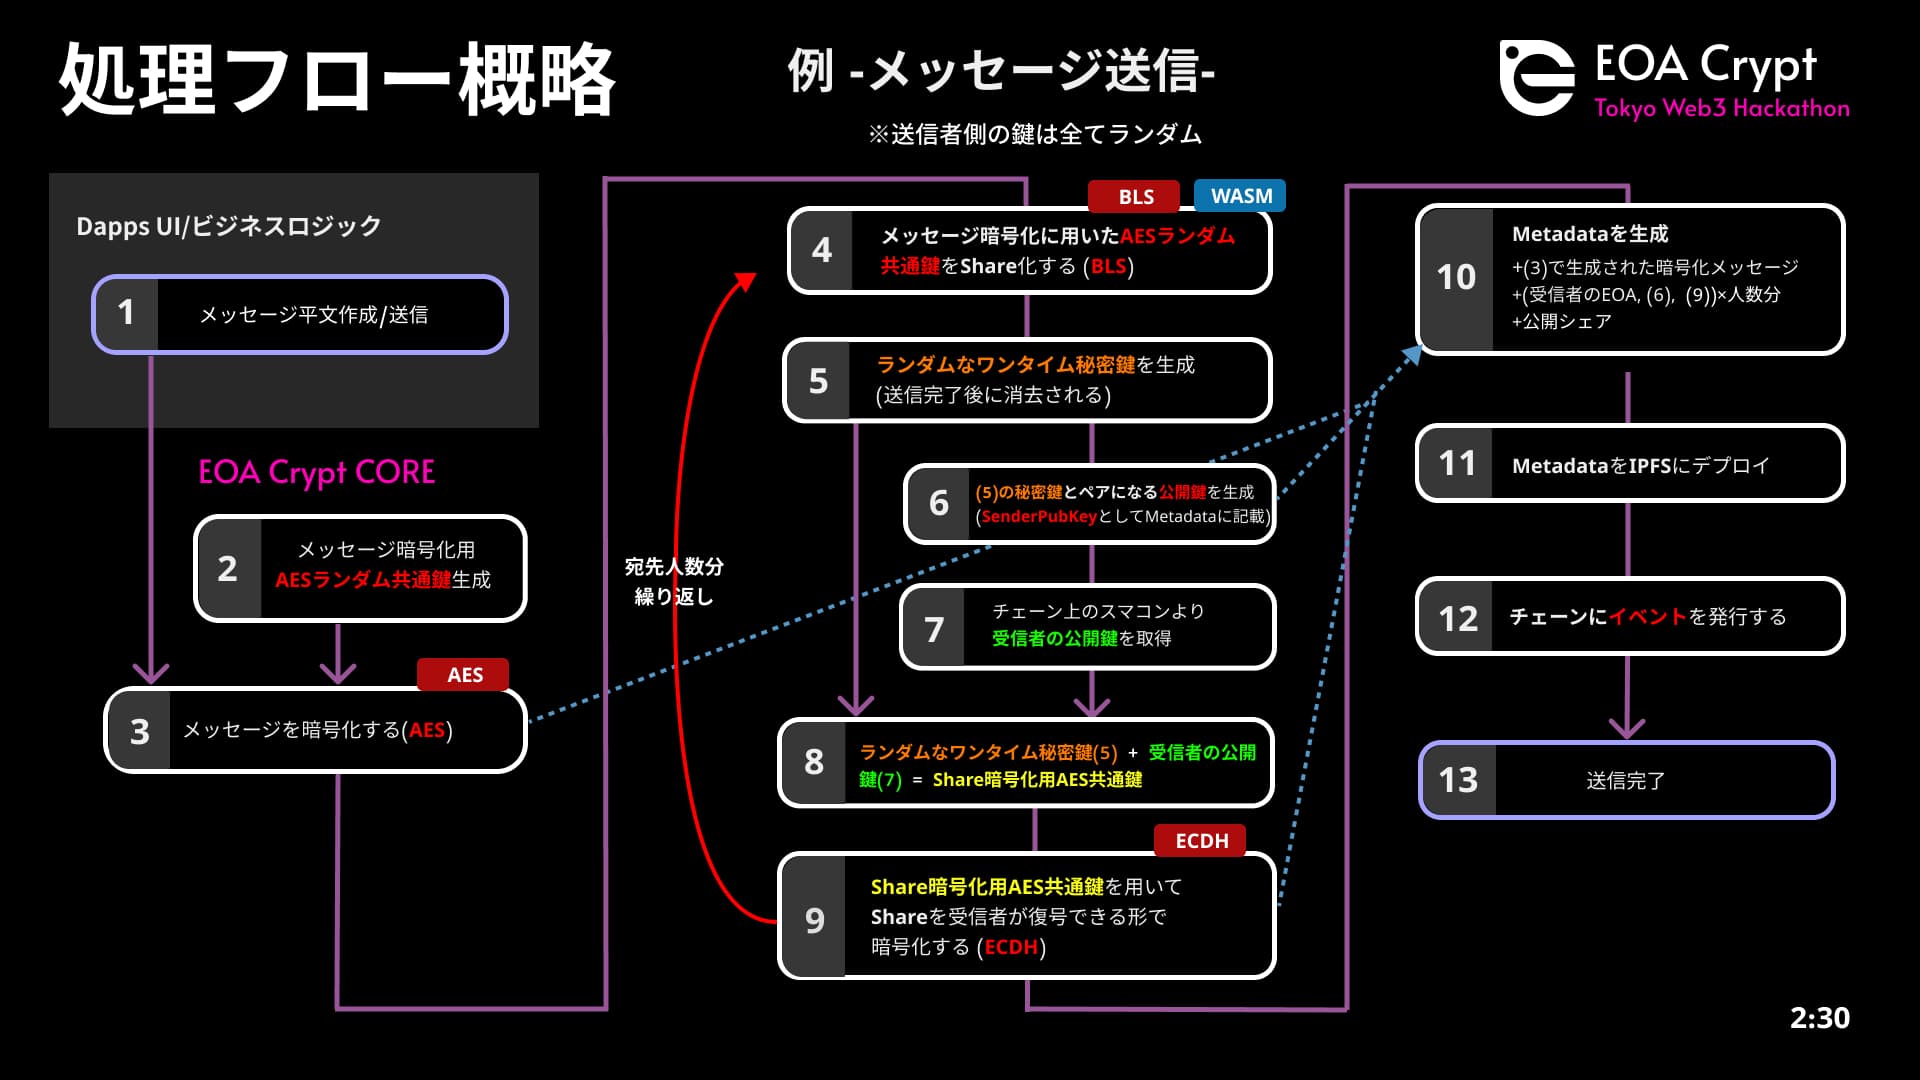 処理フロー概略
例 -メッセージ送信-
※送信者側の鍵は全てランダム
EOA Crypt
Tokyo Web3 Hackathon
Dapps UI/ビジネスロジック
1
メッセージ平文作成/送信
EOA Crypt CORE
2
メッセージ暗号化用
AESランダム共通鍵生成
AES
3
メッセージを暗号化する(AES)
宛先人数分
繰り返し
BLS
WASM
4
メッセージ暗号化に用いたAESランダム
共通鍵をShare化する (BLS)
5
ランダムなワンタイム秘密鍵を生成
(送信完了後に消去される)
6
(5)の秘密鍵とペアになる公開鍵を生成
(SenderPubKeyとしてMetadataに記載)
7
チェーン上のスマコンより
受信者の公開鍵を取得
8
ランダムなワンタイム秘密鍵(5) + 受信者の公開
鍵(7) = Share暗号化用AES共通鍵
ECDH
9
Share暗号化用AES共通鍵を用いて
Shareを受信者が復号できる形で
暗号化する (ECDH)
10
Metadataを生成
+(3)で生成された暗号化メッセージ
+(受信者のEOA, (6), (9))×人数分
+公開シェア
11
MetadataをIPFSにデプロイ
12
チェーンにイベントを発行する
13
送信完了
2:30